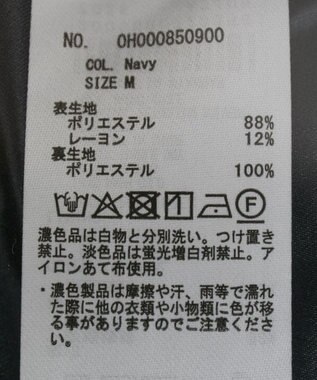 NO. OH000850900
COL. Navy
SIZE M
表生地
ポリエステル 88%
レーヨン 12%
裏生地
ポリエステル 100%
F
濃色品は白物と分別洗い。つけ置き
禁止。淡色品は蛍光増白剤禁止。ア
イロンあて布使用。
・濃色製品は摩擦や汗、雨等で濡れ
た際に他の衣類や小物類に色が移
る事がありますのでご注意くださ
い。